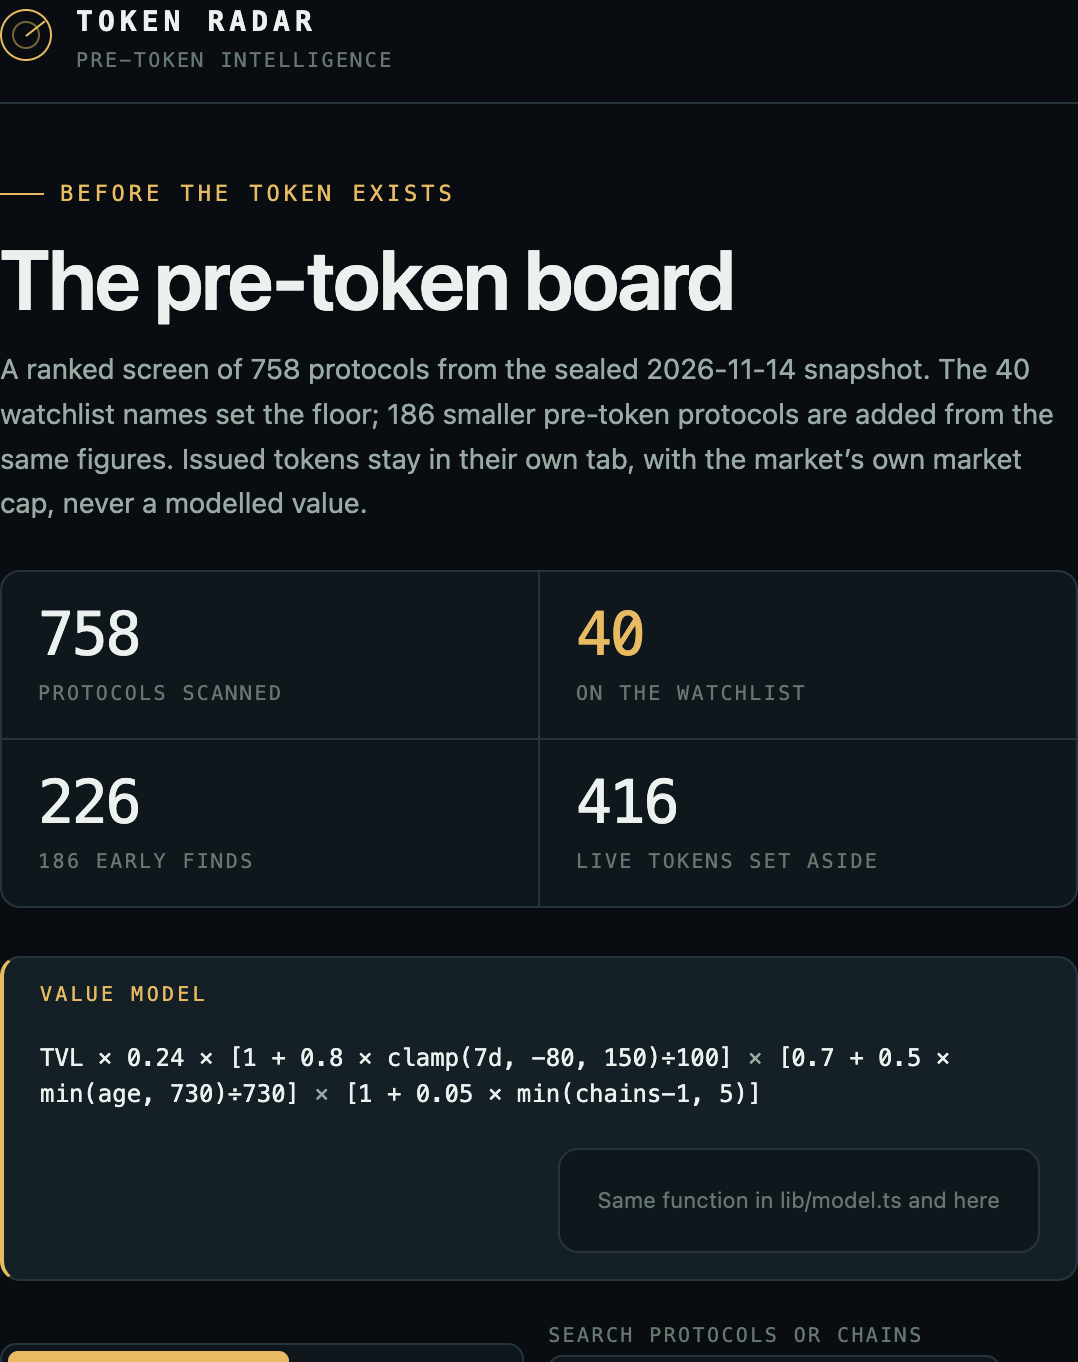 TOKEN RADAR
PRE-TOKEN INTELLIGENCE
BEFORE THE TOKEN EXISTS
The pre-token board
A ranked screen of 758 protocols from the sealed 2026-11-14 snapshot. The 40
watchlist names set the floor; 186 smaller pre-token protocols are added from the
same figures. Issued tokens stay in their own tab, with the market’s own market
cap, never a modelled value.
758
PROTOCOLS SCANNED
40
ON THE WATCHLIST
226
186 EARLY FINDS
416
LIVE TOKENS SET ASIDE
VALUE MODEL
TVL × 0.24 × [1 + 0.8 × clamp(7d, −80, 150)÷100] × [0.7 + 0.5 ×
min(age, 730)÷730] × [1 + 0.05 × min(chains−1, 5)]
Same function in lib/model.ts and here
SEARCH PROTOCOLS OR CHAINS